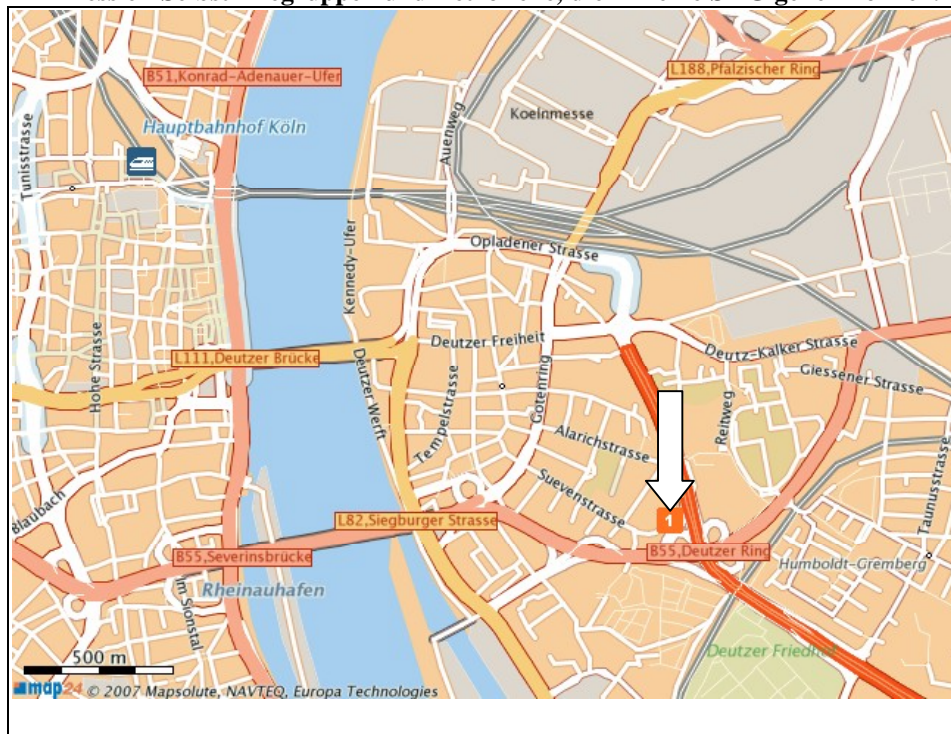 B51,Konrad-Adenauer-Ufer
L188,Pfälzischer Ring
Koelnmesse
Hauptbahnhof Köln
Tunisstrasse
Auenweg
Opladener Strasse
Kennedy-Ufer
Deutzer Freiheit
L111,Deutzer Brücke
Deutz-Kalker Strasse
Giessener Strasse
Hohe Strasse
Deutzer Werft
Tempelstrasse
Gotenring
Reitweg
Alarichstrasse
Suevenstrasse
Taunusstrasse
Blaubach
L82,Siegburger Strasse
1
B55,Severinsbrücke
B55,Deutzer Ring
Humboldt-Gremberg
Rheinauhafen
Im Sionstal
Deutzer Friedhof
500 m
map24 © 2007 Mapsolute, NAVTEQ, Europa Technologies